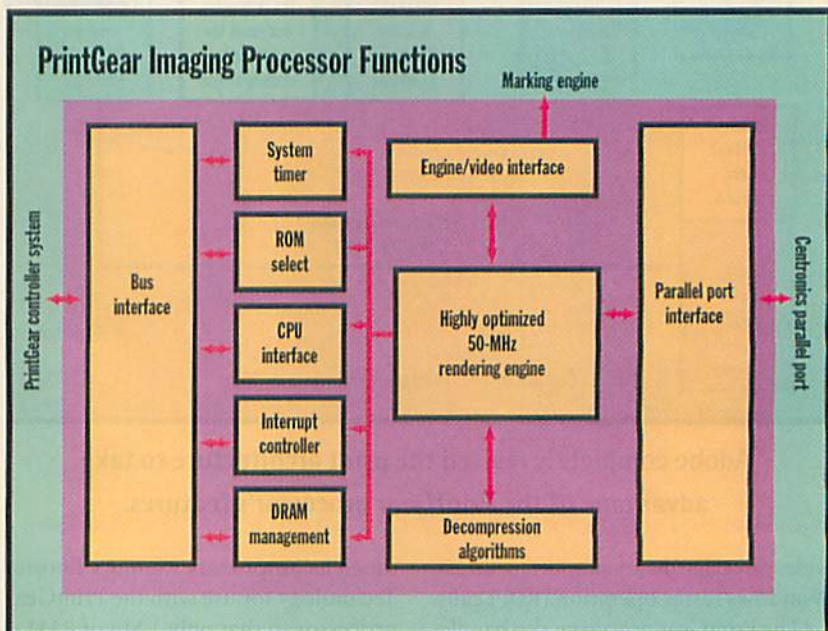 PrintGear Imaging Processor Functions
Marking engine
PrintGear controller system
Bus
interface
System
timer
ROM
select
CPU
interface
Interrupt
controller
DRAM
management
Engine/video interface
Highly optimized
50-MHz
rendering engine
Decompression
algorithms
Parallel port
interface
Centronics parallel port